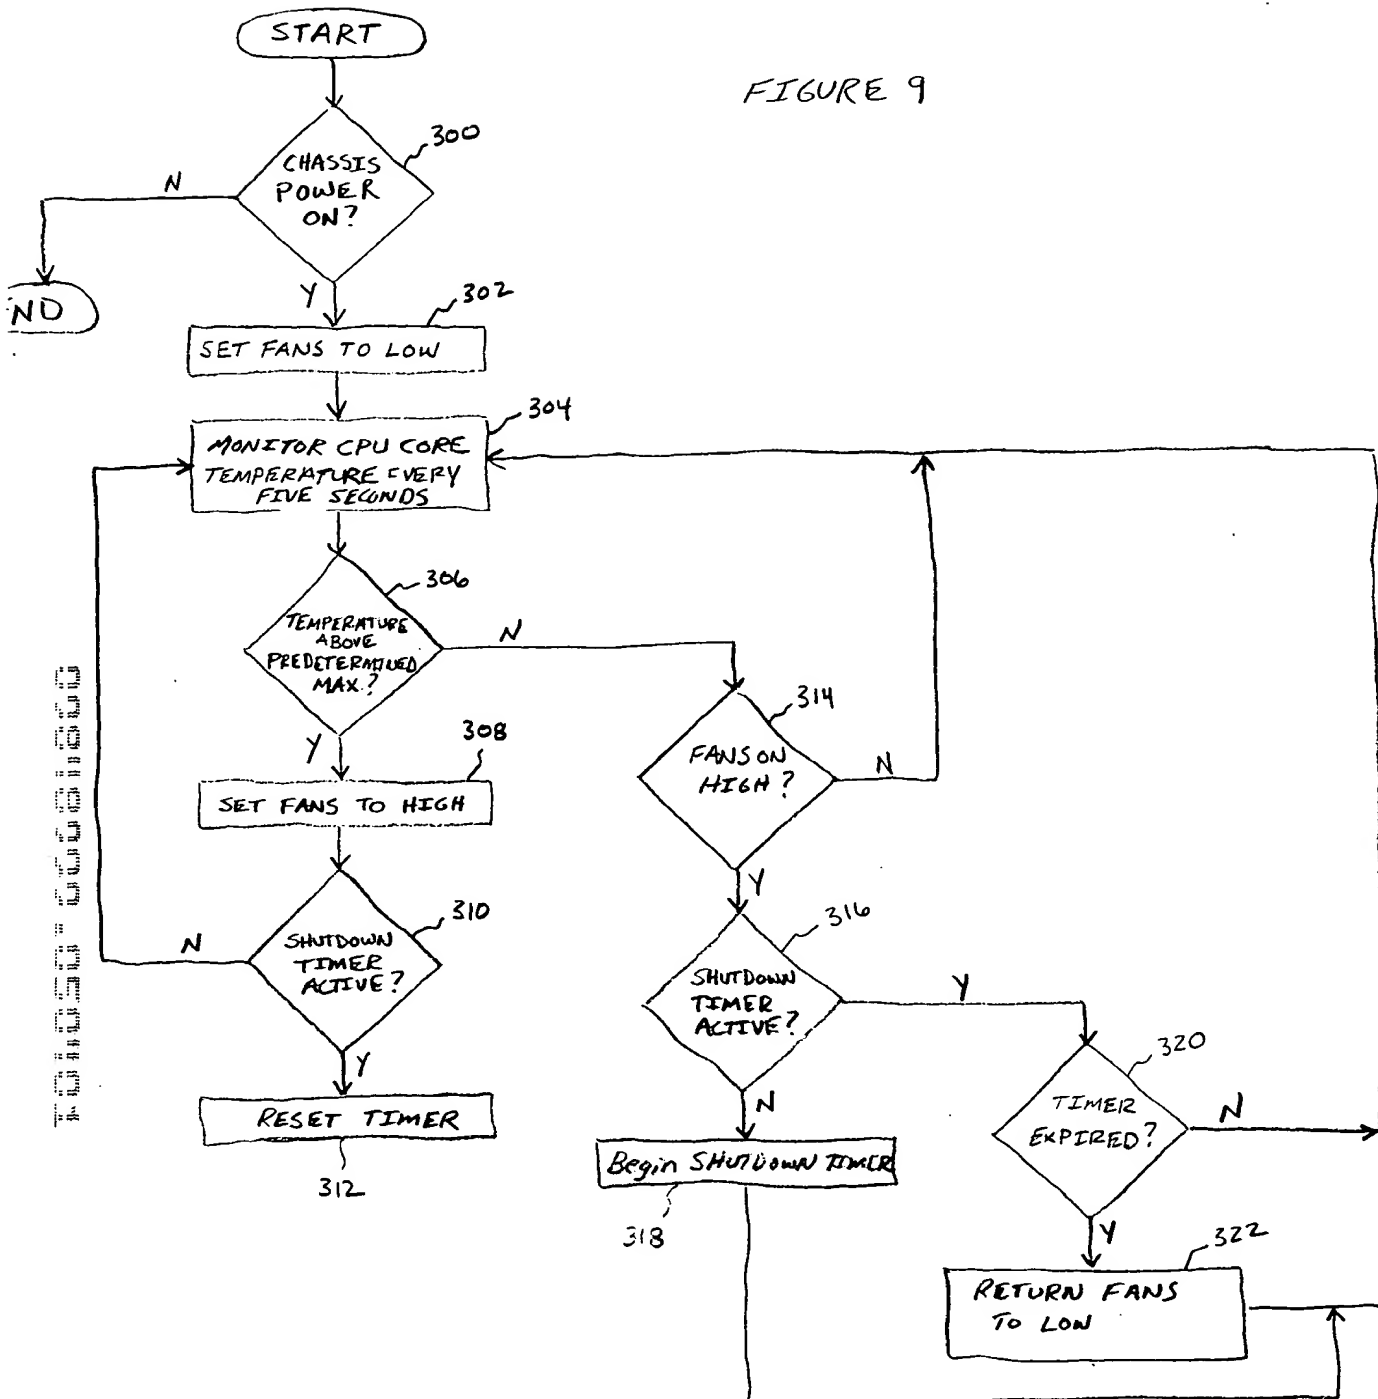 START
FIGURE 9
300
CHASSIS
POWER
ON?
N
Y
ND
302
SET FANS TO LOW
304
MONITOR CPU CORE
TEMPERATURE EVERY
FIVE SECONDS
306
TEMPERATURE
ABOVE
PREDETERMINED
MAX.?
N
Y
308
SET FANS TO HIGH
314
FANS ON
HIGH?
N
Y
310
SHUTDOWN
TIMER
ACTIVE?
N
Y
RESET TIMER
312
316
SHUTDOWN
TIMER
ACTIVE?
Y
N
Begin SHUTDOWN TIMER
318
320
TIMER
EXPIRED?
N
Y
322
RETURN FANS
TO LOW